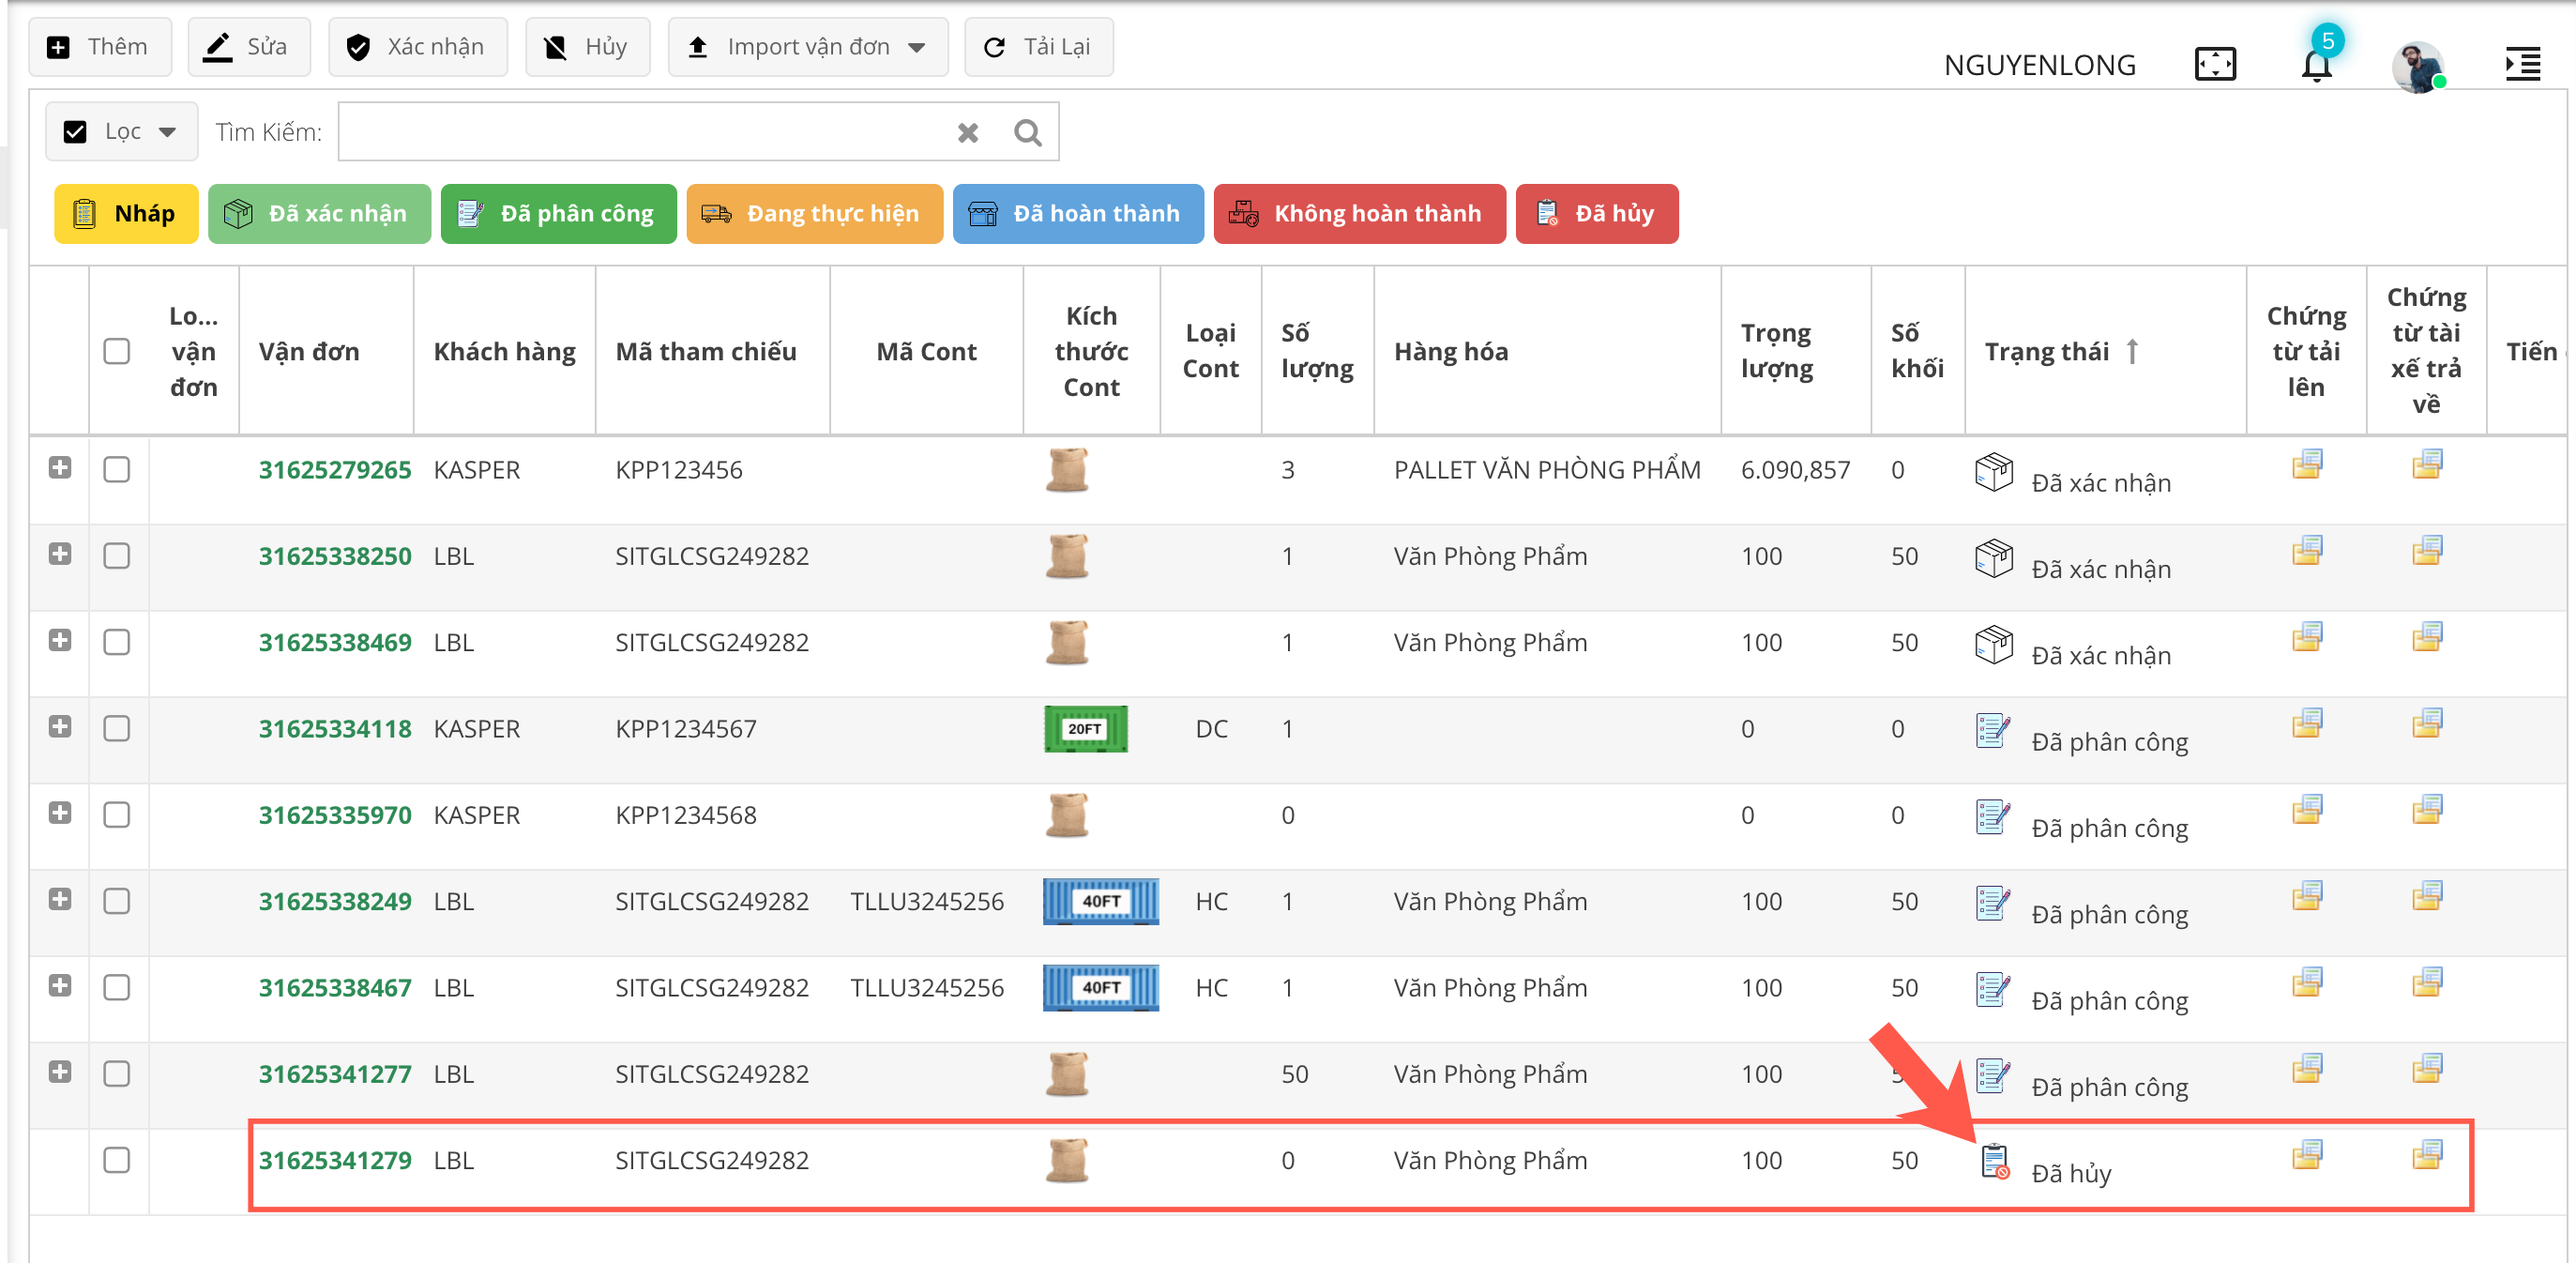 Thêm Sửa Xác nhận Hủy Import vận đơn Tải Lại
NGUYENLONG 5
Lọc Tìm Kiếm:
Nháp Đã xác nhận Đã phân công Đang thực hiện Đã hoàn thành Không hoàn thành Đã hủy
Lo... vận đơn Vận đơn Khách hàng Mã tham chiếu Mã Cont Kích thước Cont Loại Cont Số lượng Hàng hóa Trọng lượng Số khối Trạng thái Chứng từ tải lên Chứng từ tài xế trả về Tiến
31625279265 KASPER KPP123456 3 PALLET VĂN PHÒNG PHẨM 6.090,857 0 Đã xác nhận
31625338250 LBL SITGLCSG249282 1 Văn Phòng Phẩm 100 50 Đã xác nhận
31625338469 LBL SITGLCSG249282 1 Văn Phòng Phẩm 100 50 Đã xác nhận
31625334118 KASPER KPP1234567 20FT DC 1 0 0 Đã phân công
31625335970 KASPER KPP1234568 0 0 0 Đã phân công
31625338249 LBL SITGLCSG249282 TLLU3245256 40FT HC 1 Văn Phòng Phẩm 100 50 Đã phân công
31625338467 LBL SITGLCSG249282 TLLU3245256 40FT HC 1 Văn Phòng Phẩm 100 50 Đã phân công
31625341277 LBL SITGLCSG249282 50 Văn Phòng Phẩm 100 Đã phân công
31625341279 LBL SITGLCSG249282 0 Văn Phòng Phẩm 100 50 Đã hủy